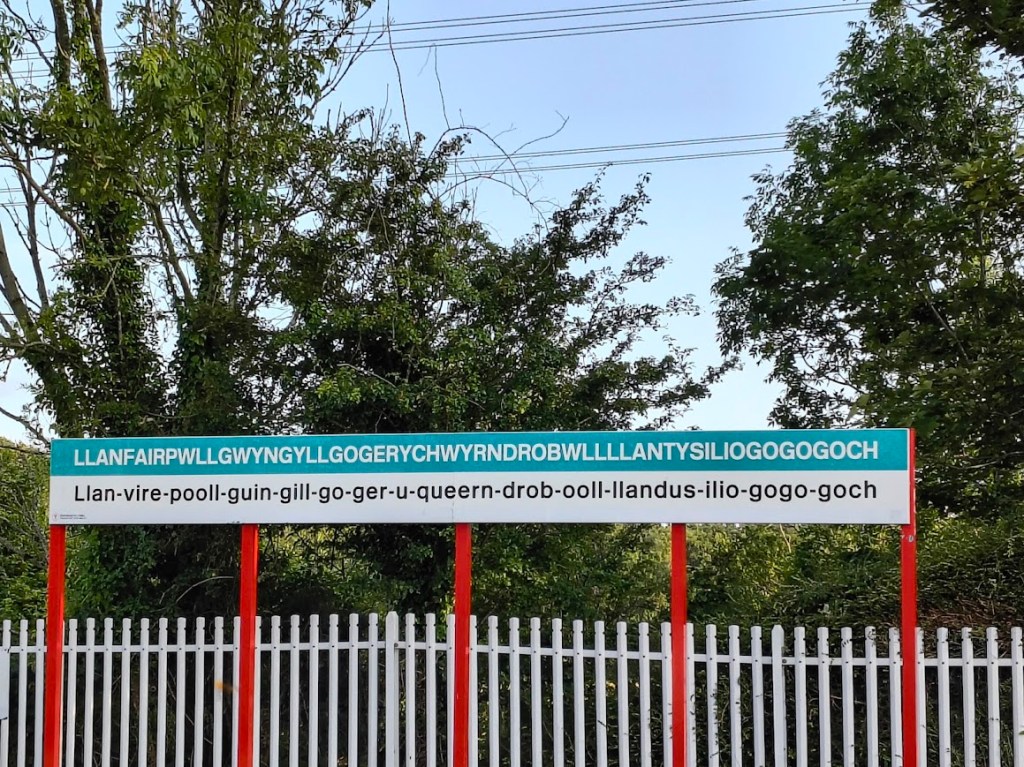 LLANFAIRPWLLGWYNGYLLGOGERYCHWYRNDROBWLLLLANTYSILIOGOGOGOCH
Llan-vire-pooll-guin-gill-go-ger-u-queern-drob-ooll-llandus-ilio-gogo-goch